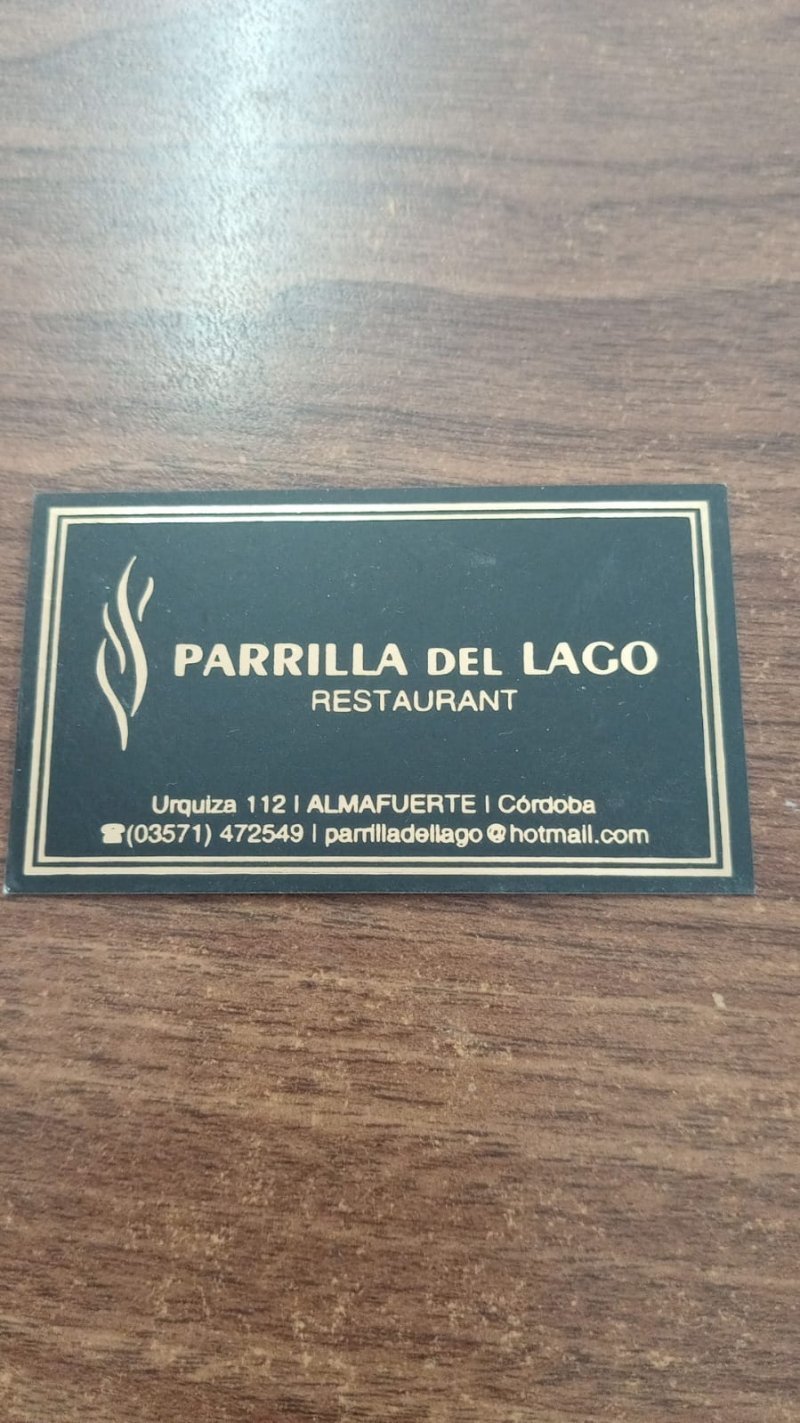 PARRILLA DEL LAGO
RESTAURANT
Urquiza 112 | ALMAFUERTE | Córdoba
☎(03571) 472549 | parrilladellago@hotmail.com